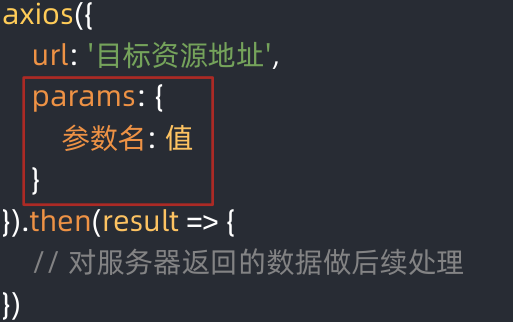 axios({
url: '目标资源地址',
params: {
参数名: 值
}
}).then(result => {
// 对服务器返回的数据做后续处理
})